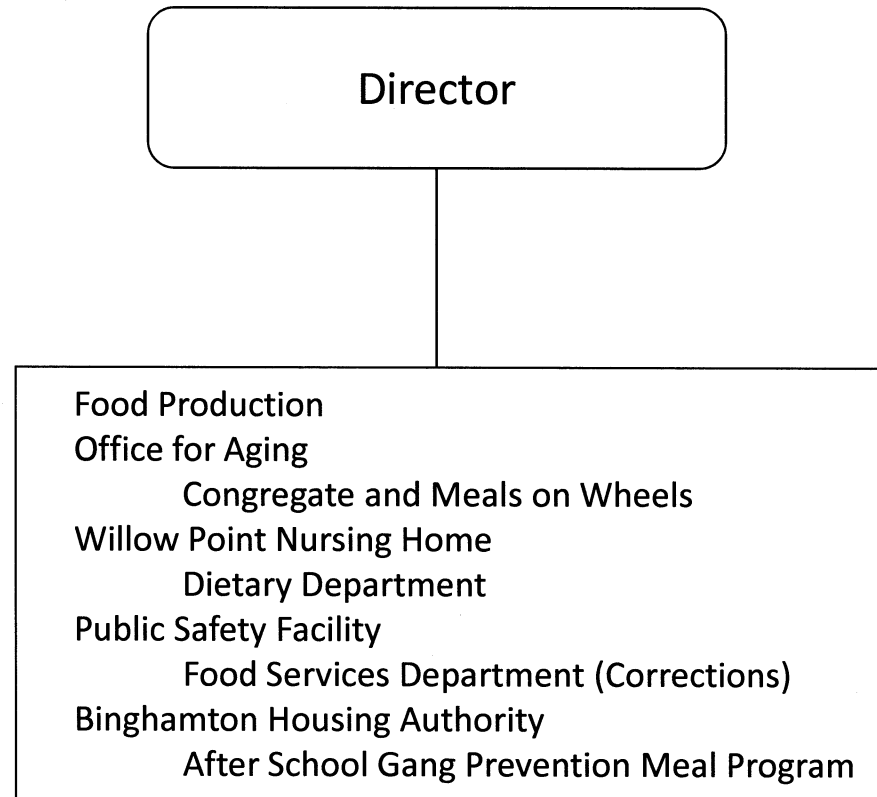 Director
Food Production
Office for Aging
Congregate and Meals on Wheels
Willow Point Nursing Home
Dietary Department
Public Safety Facility
Food Services Department (Corrections)
Binghamton Housing Authority
After School Gang Prevention Meal Program